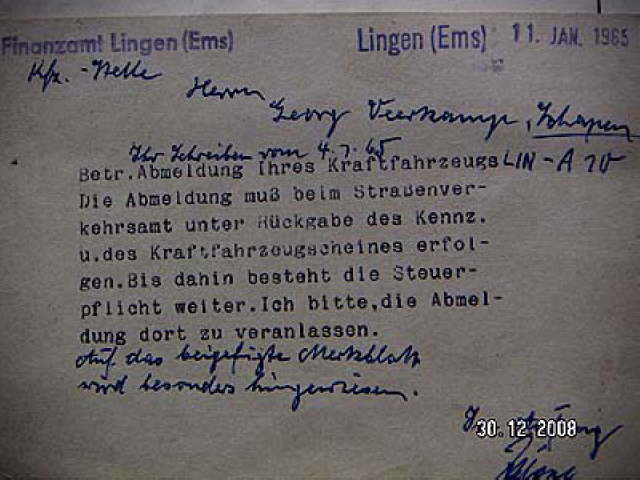 Finanzamt Lingen (Ems) Lingen (Ems) 11. JAN. 1965
Kfz.-Stelle
Herrn
Georg Veerkamp, Schapen
Ihr Schreiben vom 4.1.65
Betr.Abmeldung Ihres Kraftfahrzeugs LIN-A 70
Die Abmeldung muß beim Straßenver-
kehrsamt unter Rückgabe des Kennz.
u.des Kraftfahrzeugscheines erfol-
gen.Bis dahin besteht die Steuer-
pflicht weiter.Ich bitte,die Abmel-
dung dort zu veranlassen.
Auf das beigefügte Merkblatt
wird besonders hingewiesen.
30.12.2008